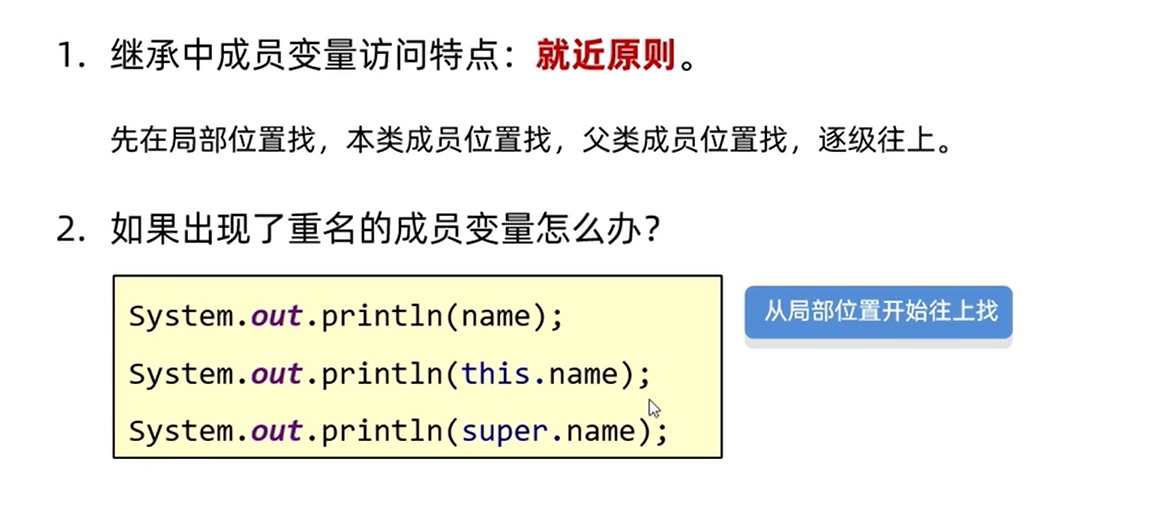 1. 继承中成员变量访问特点：就近原则。
先在局部位置找，本类成员位置找，父类成员位置找，逐级往上。
2. 如果出现了重名的成员变量怎么办？
System.out.println(name);
从局部位置开始往上找
System.out.println(this.name);
System.out.println(super.name);